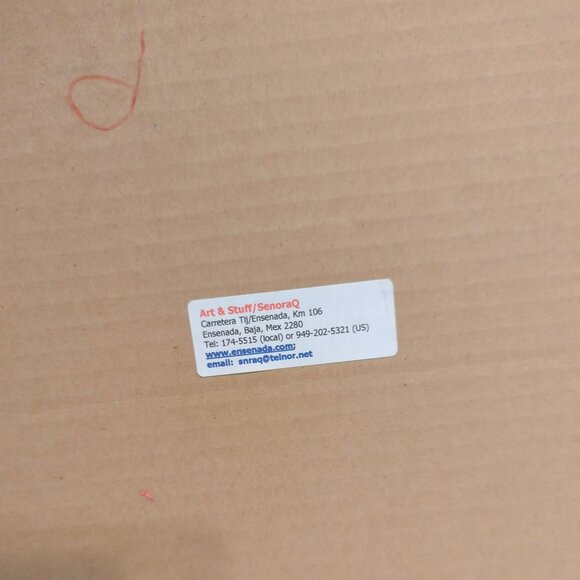 Art & Stuff/SenoraQ
Carretera Tij/Ensenada, Km 106
Ensenada, Baja, Mex 2280
Tel: 174-5515 (local) or 949-202-5321 (US)
www.ensenada.com;
email: snraq@telnor.net